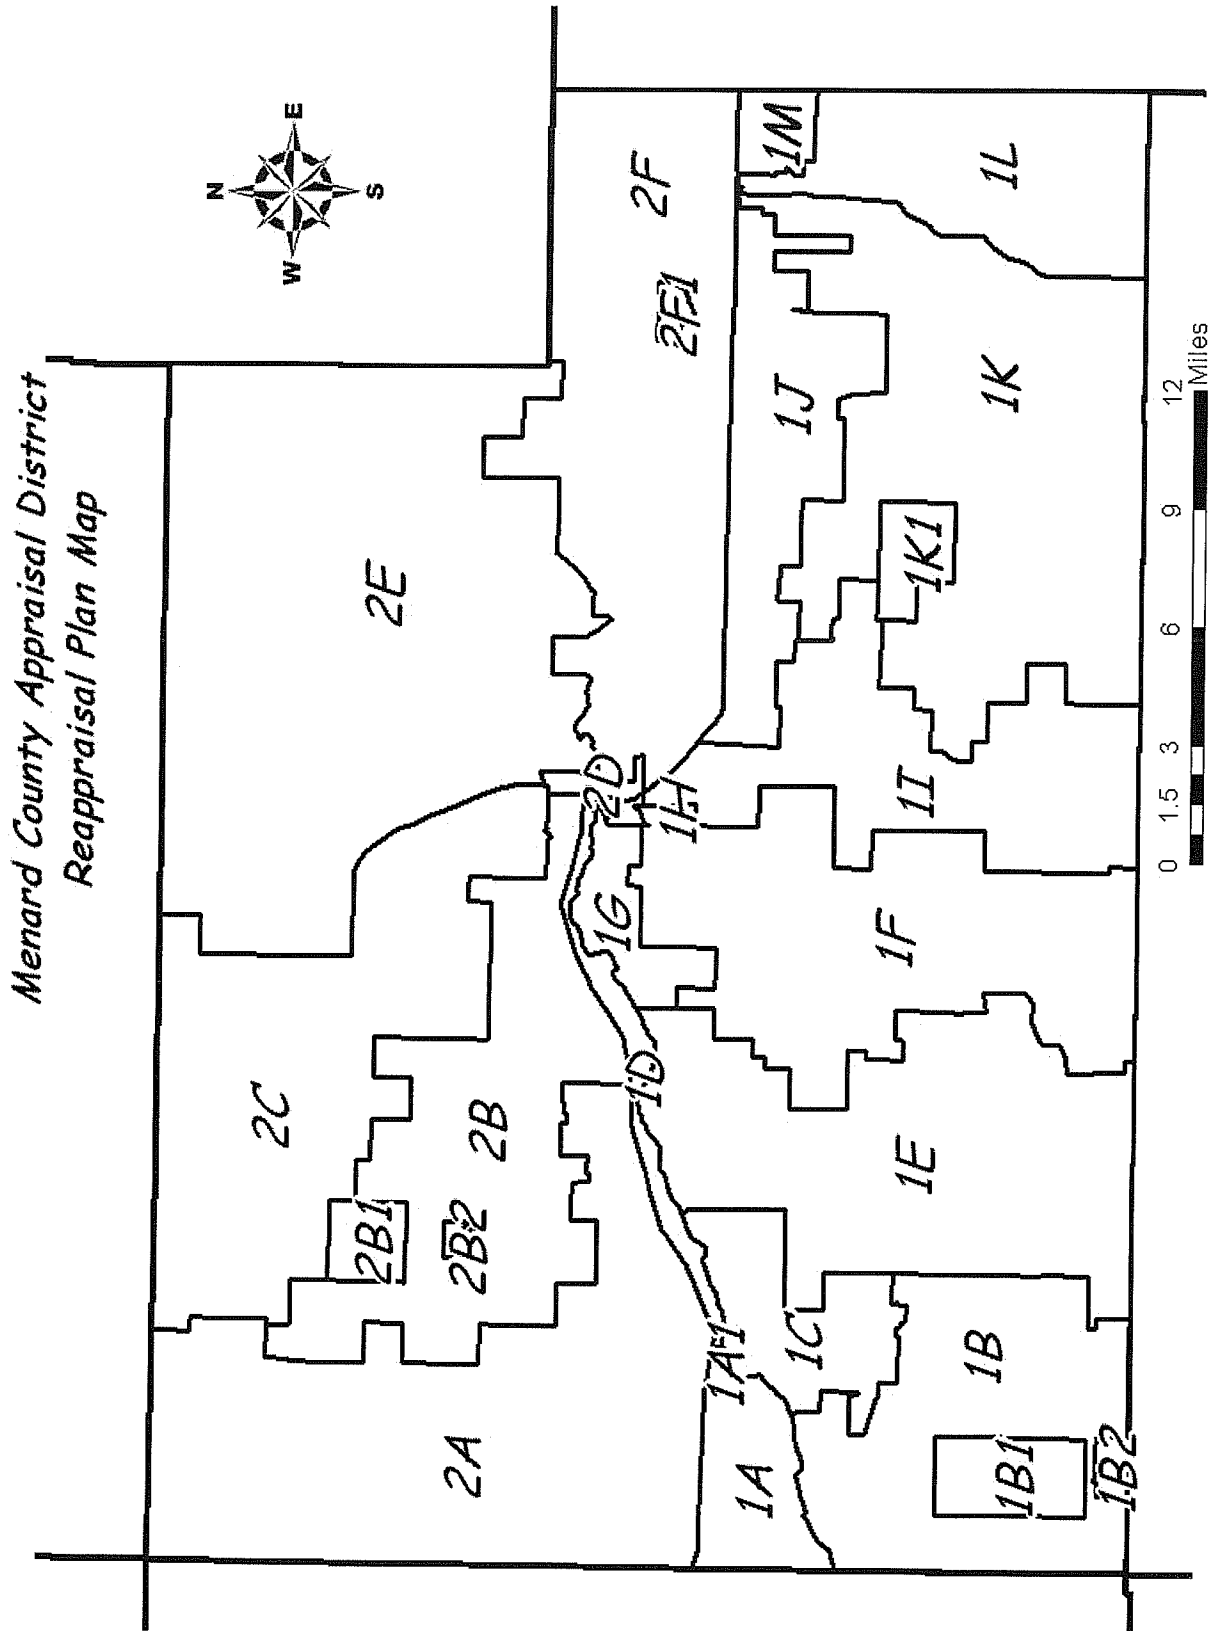 Menard County Appraisal District
Reappraisal Plan Map
N
W
E
S
2E
2C
2F
2F1
2B1
2B
2B2
2A
2D
1H
1G
1D
1M
1J
1L
1K
1K1
1I
1F
1E
1A1
1C
1A
1B
1B1
1B2
0 1.5 3 6 9 12
Miles